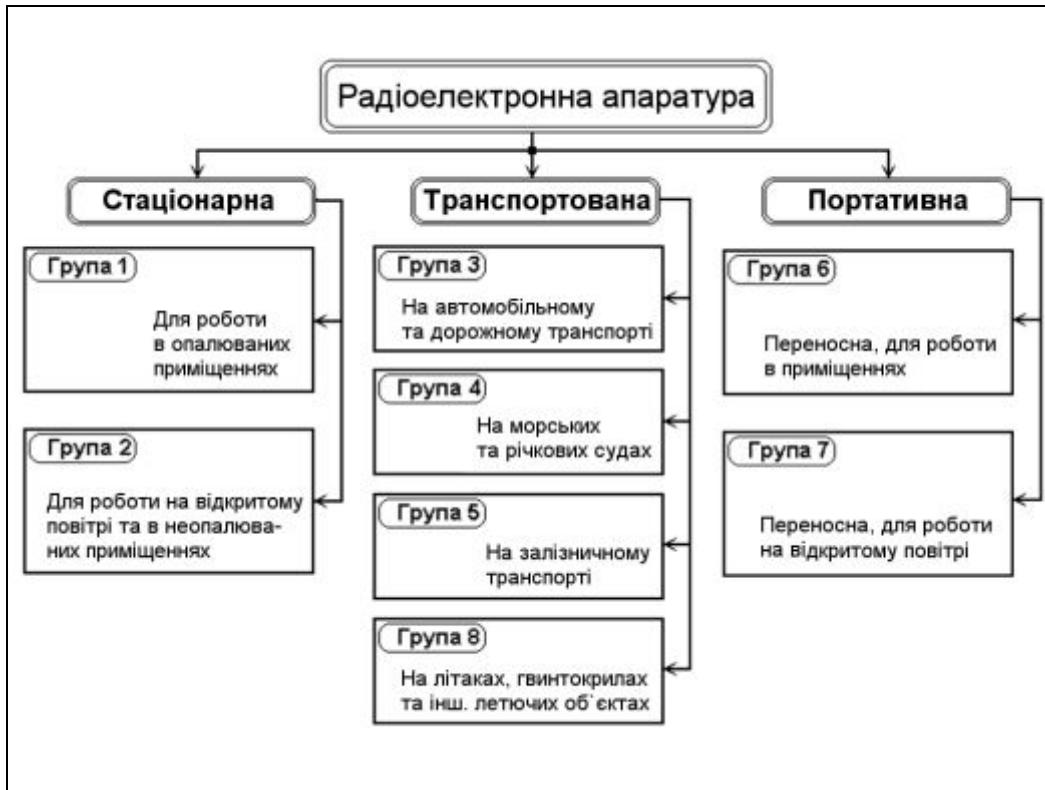 Радіоелектронна апаратура
Стаціонарна
Група 1
Для роботи
в опалюваних
приміщеннях
Група 2
Для роботи на відкритому
повітрі та в неопалюва-
них приміщеннях
Транспортована
Група 3
На автомобільному
та дорожному транспорті
Група 4
На морських
та річкових судах
Група 5
На залізничному
транспорті
Група 8
На літаках, гвинтокрилах
та інш. летючих об`єктах
Портативна
Група 6
Переносна, для роботи
в приміщеннях
Група 7
Переносна, для роботи
на відкритому повітрі